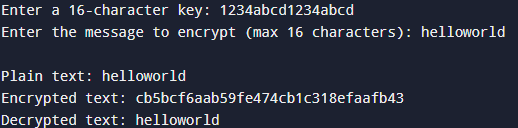 Enter a 16-character key: 1234abcd1234abcd
Enter the message to encrypt (max 16 characters): helloworld
Plain text: helloworld
Encrypted text: cb5bcf6aab59fe474cb1c318efaafb43
Decrypted text: helloworld